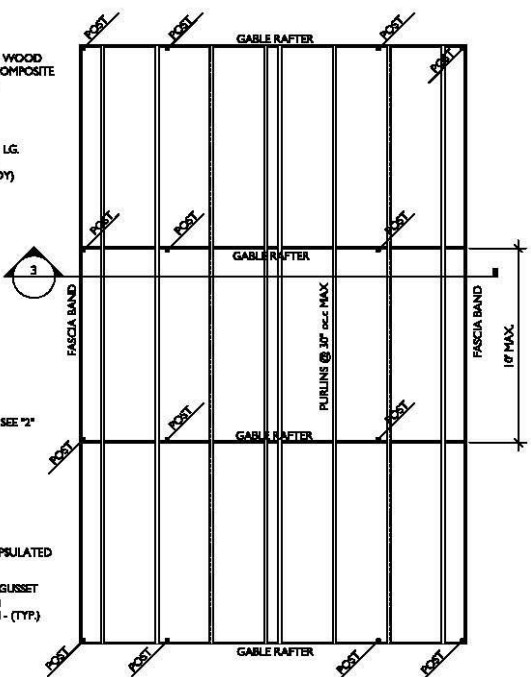 POST
POST
POST
GABLE RAFTER
WOOD
OMPOSITE
POST
LG.
DY)
POST
POST
POST
GABLE RAFTER
3
FASCIA BAND
PURLINS @ 30" o.c.c MAX
FASCIA BAND
10' MAX.
SEE "2"
POST
POST
GABLE RAFTER
POST
PSULATED
GUSSET
- (TYP.)
GABLE RAFTER
POST
POST
POST
POST